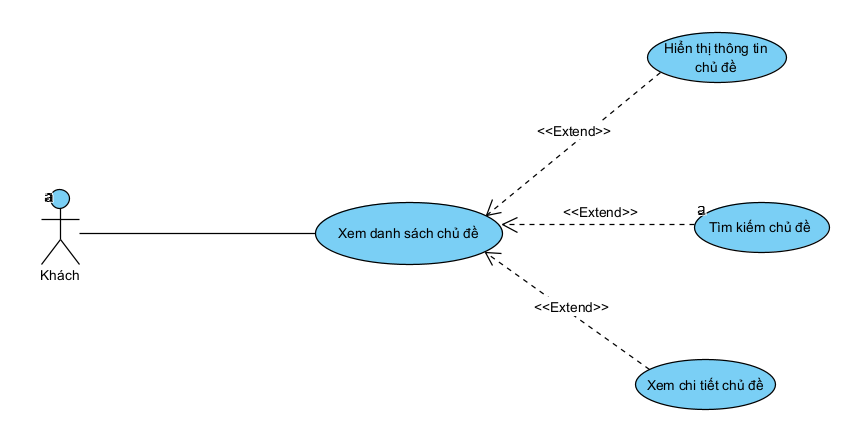 Hiển thị thông tin
chủ đề
<<Extend>>
a
Khách
Xem danh sách chủ đề
<<Extend>>
a
Tìm kiếm chủ đề
<<Extend>>
Xem chi tiết chủ đề